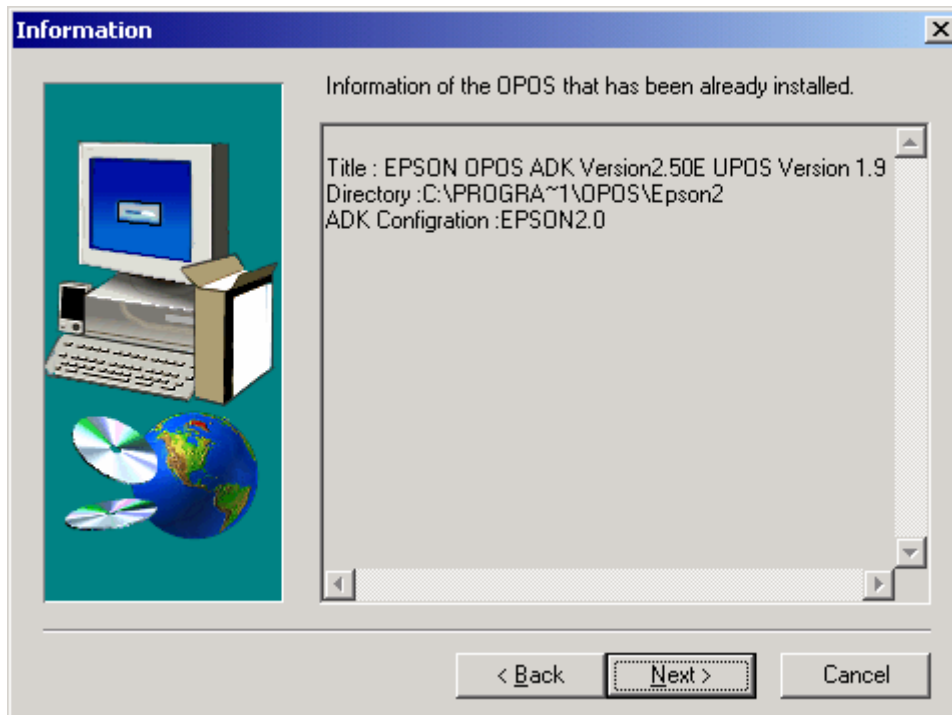 Information
Information of the OPOS that has been already installed.
Title : EPSON OPOS ADK Version2.50E UPOS Version 1.9
Directory :C:\PROGRA~1\OPOS\Epson2
ADK Configration :EPSON2.0
< Back
Next >
Cancel